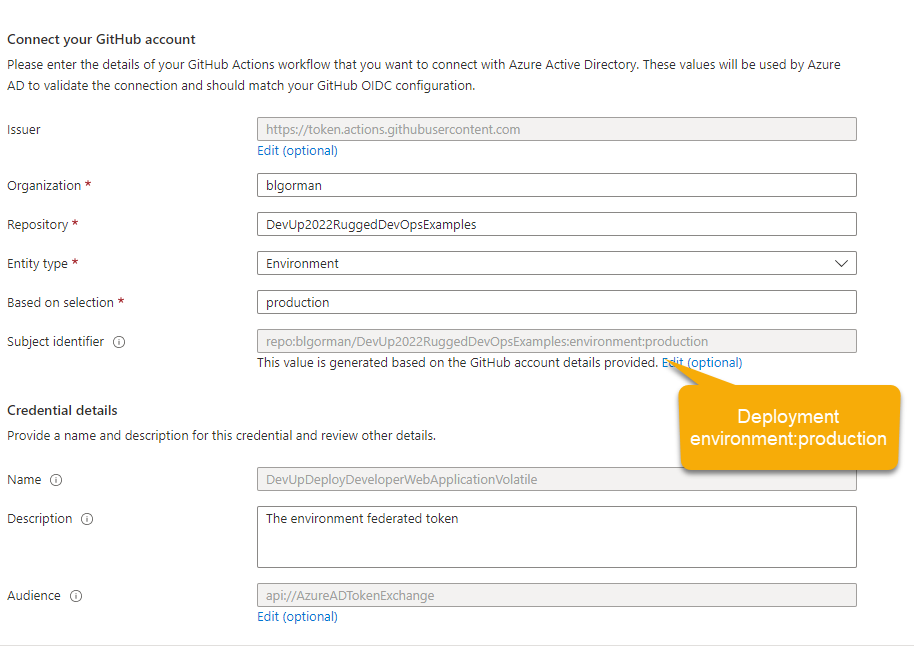 Connect your GitHub account
Please enter the details of your GitHub Actions workflow that you want to connect with Azure Active Directory. These values will be used by Azure
AD to validate the connection and should match your GitHub OIDC configuration.
Issuer
https://token.actions.githubusercontent.com
Edit (optional)
Organization *
blgorman
Repository *
DevUp2022RuggedDevOpsExamples
Entity type *
Environment
Based on selection *
production
Subject identifier
repo:blgorman/DevUp2022RuggedDevOpsExamples:environment:production
This value is generated based on the GitHub account details provided. Edit (optional)
Deployment
environment:production
Credential details
Provide a name and description for this credential and review other details.
Name
DevUpDeployDeveloperWebApplicationVolatile
Description
The environment federated token
Audience
api://AzureADTokenExchange
Edit (optional)